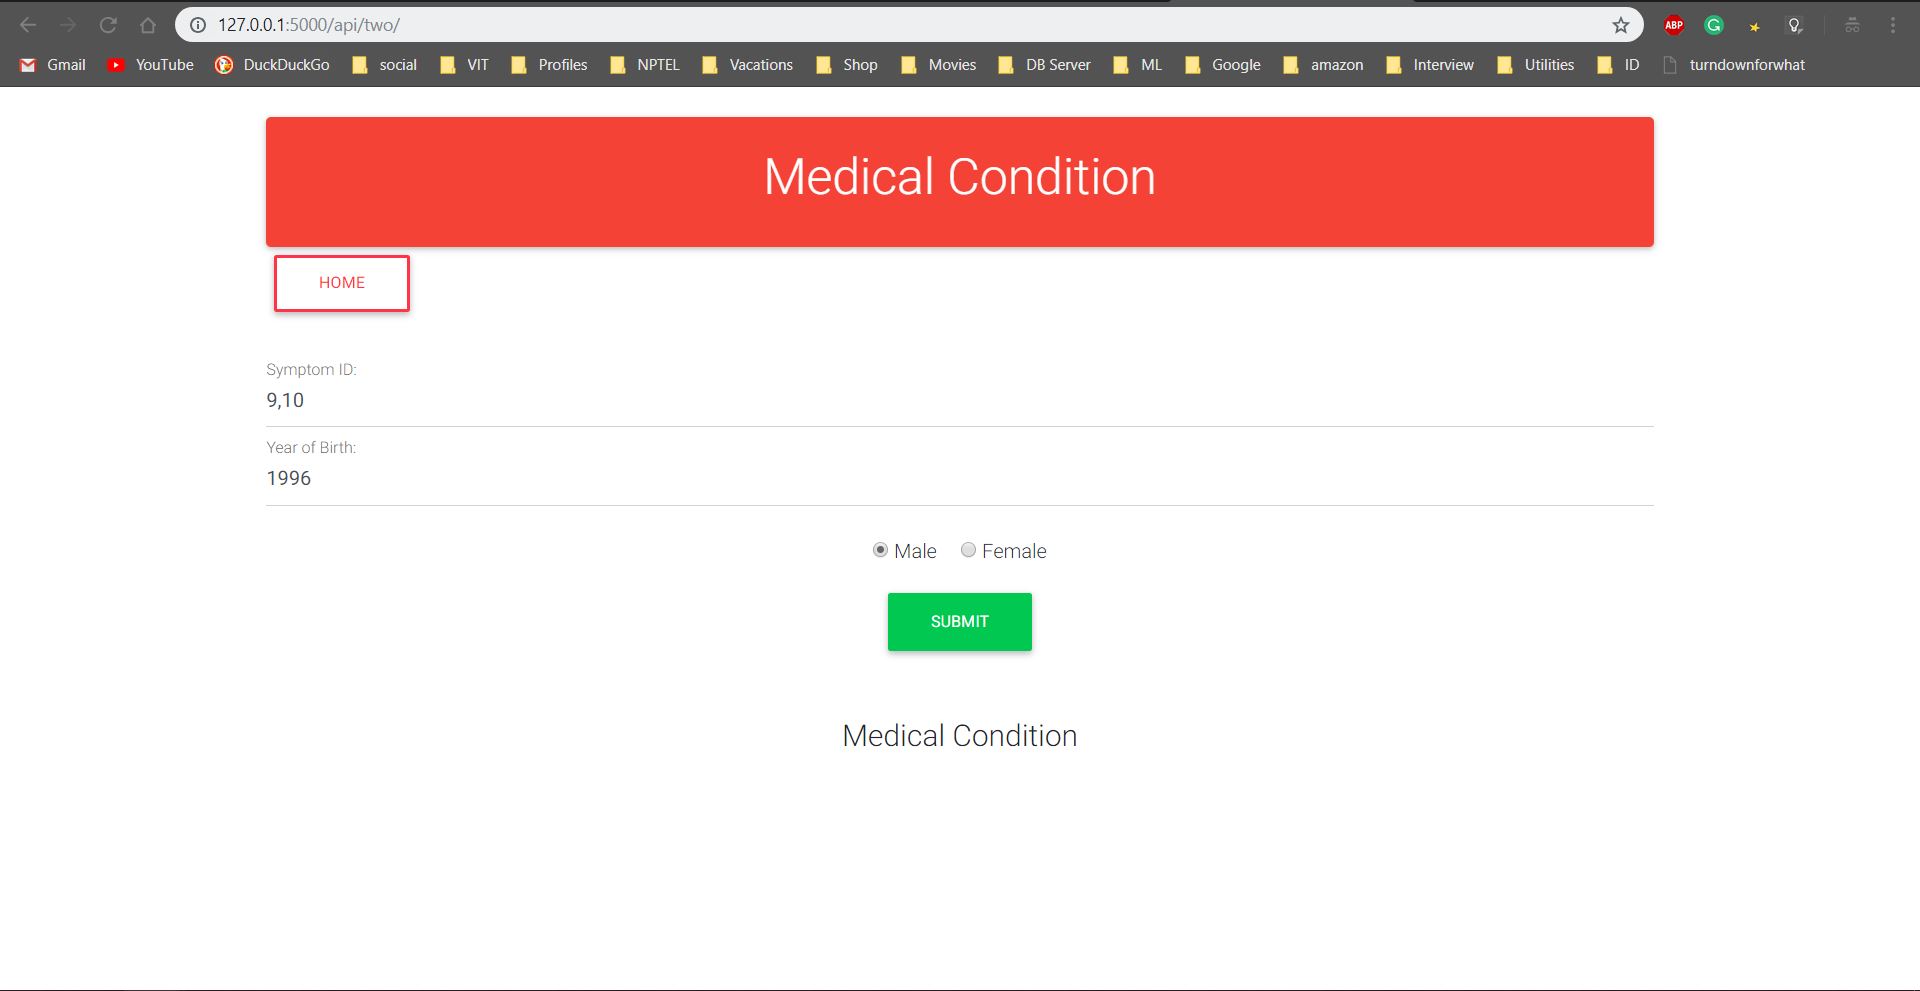 127.0.0.1:5000/api/two/
ABP G
Gmail YouTube DuckDuckGo social VIT Profiles NPTEL Vacations Shop Movies DB Server ML Google amazon Interview Utilities ID turndownforwhat
Medical Condition
HOME
Symptom ID:
9,10
Year of Birth:
1996
Male Female
SUBMIT
Medical Condition